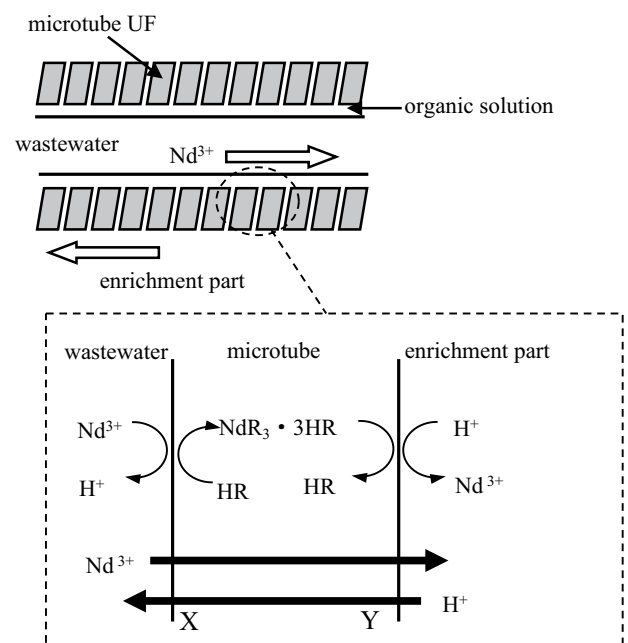 microtube UF
organic solution
wastewater
Nd³⁺
enrichment part
wastewater microtube enrichment part
Nd³⁺ NdR₃・3HR H⁺
H⁺ HR HR Nd³⁺
Nd³⁺
H⁺
X Y